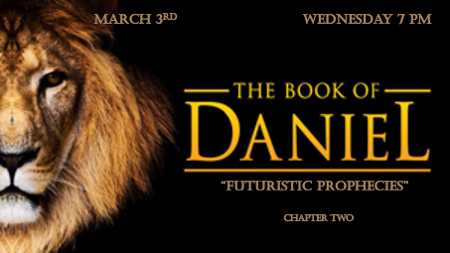 MARCH 3RD
WEDNESDAY 7 PM
THE BOOK OF
DANIEL
"FUTURISTIC PROPHECIES"
CHAPTER TWO